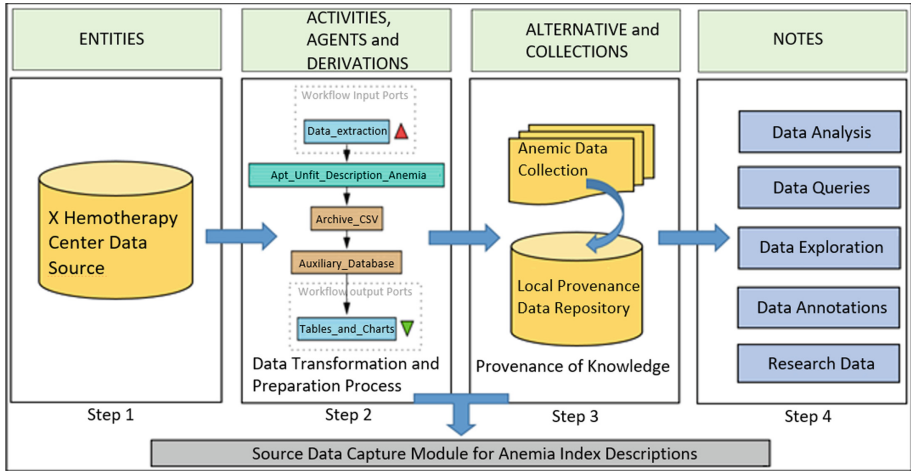 ENTITIES
ACTIVITIES,
AGENTS and
DERIVATIONS
ALTERNATIVE and
COLLECTIONS
NOTES
X Hemotherapy
Center Data
Source
Step 1
Workflow Input Ports
Data_extraction
Apt_Unfit_Description_Anemia
Archive_CSV
Auxiliary_Database
Workflow output Ports
Tables_and_Charts
Data Transformation and
Preparation Process
Step 2
Anemic Data
Collection
Local Provenance
Data Repository
Provenance of Knowledge
Step 3
Data Analysis
Data Queries
Data Exploration
Data Annotations
Research Data
Step 4
Source Data Capture Module for Anemia Index Descriptions